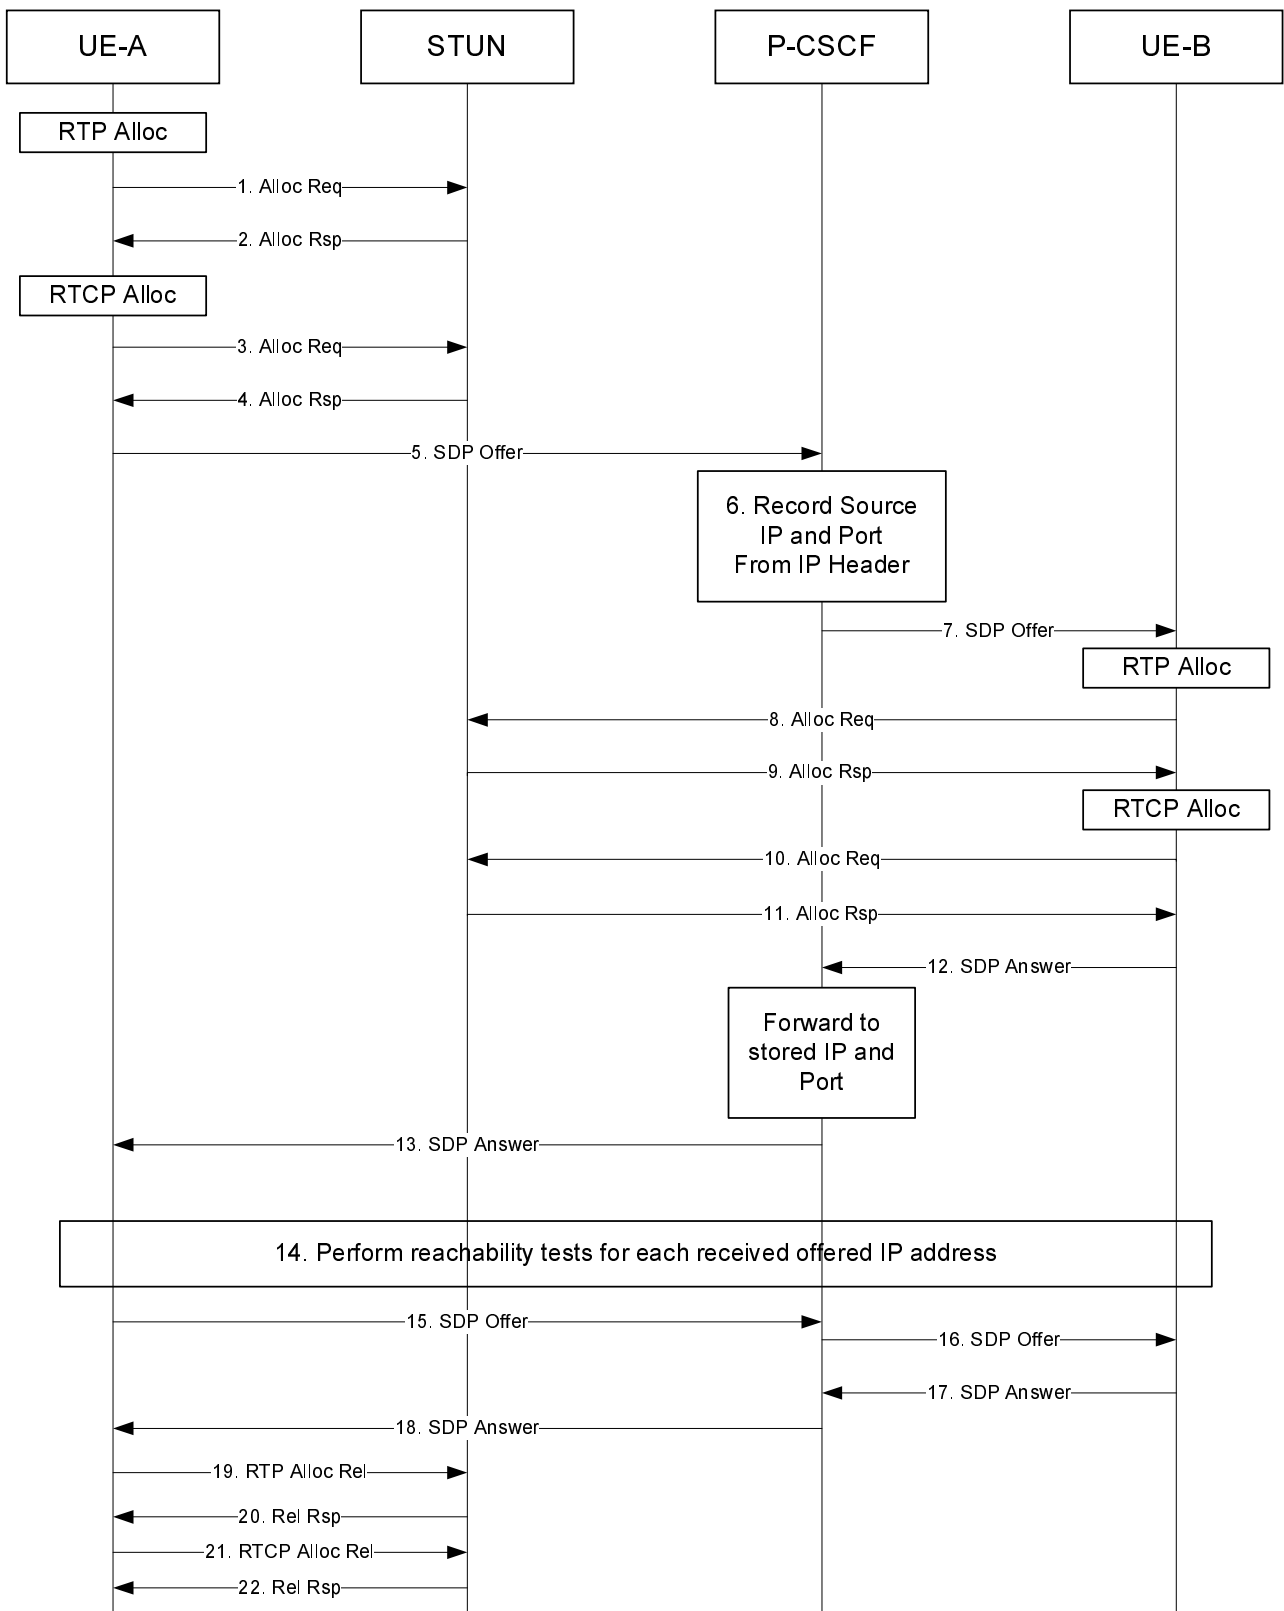 UE-A
STUN
P-CSCF
UE-B
RTP Alloc
1. Alloc Req
2. Alloc Rsp
RTCP Alloc
3. Alloc Req
4. Alloc Rsp
5. SDP Offer
6. Record Source
IP and Port
From IP Header
7. SDP Offer
RTP Alloc
8. Alloc Req
9. Alloc Rsp
RTCP Alloc
10. Alloc Req
11. Alloc Rsp
12. SDP Answer
Forward to
stored IP and
Port
13. SDP Answer
14. Perform reachability tests for each received offered IP address
15. SDP Offer
16. SDP Offer
17. SDP Answer
18. SDP Answer
19. RTP Alloc Rel
20. Rel Rsp
21. RTCP Alloc Rel
22. Rel Rsp